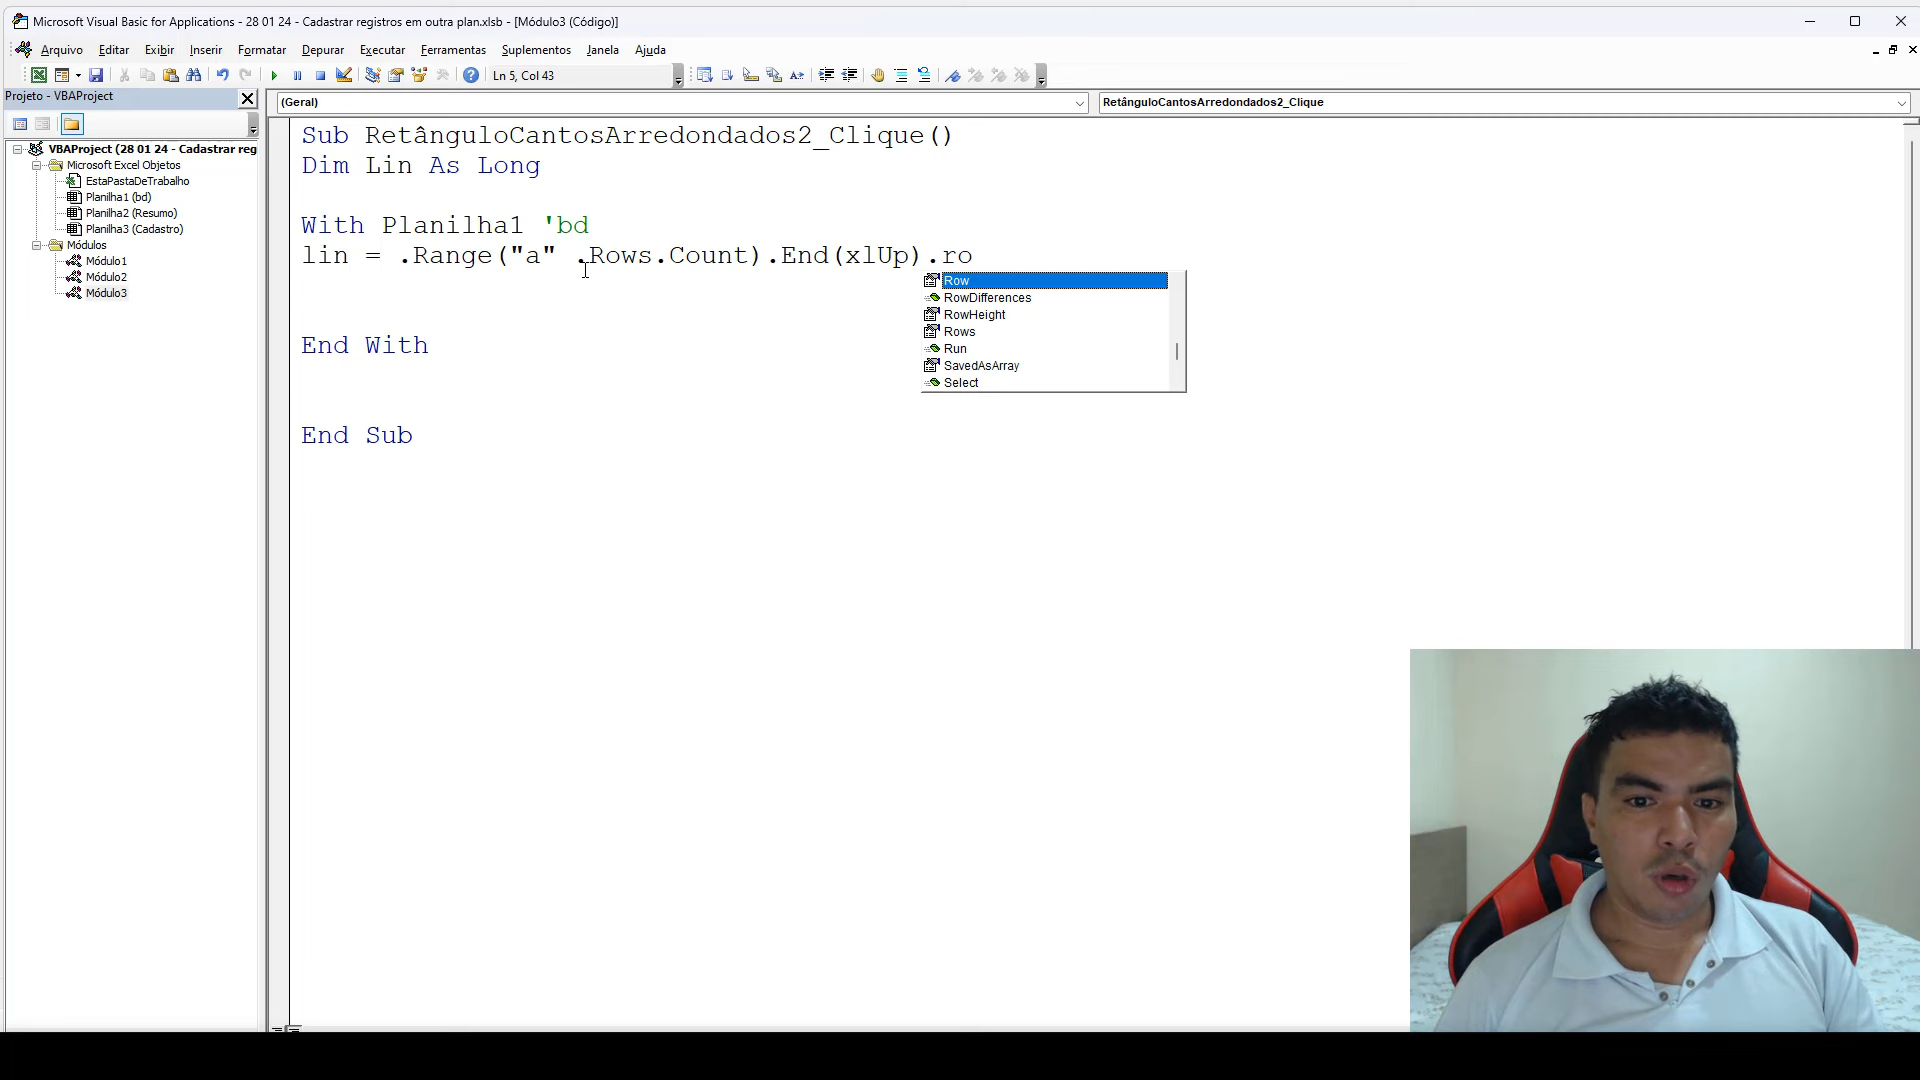 Microsoft Visual Basic for Applications - 28 01 24 - Cadastrar registros em outra plan.xlsb - [Módulo3 (Código)]
Arquivo Editar Exibir Inserir Formatar Depurar Executar Ferramentas Suplementos Janela Ajuda
Ln 5, Col 43
Projeto - VBAProject
(Geral)
RetânguloCantosArredondados2_Clique
VBAProject (28 01 24 - Cadastrar reg
Microsoft Excel Objetos
EstaPastaDeTrabalho
Planilha1 (bd)
Planilha2 (Resumo)
Planilha3 (Cadastro)
Módulos
Módulo1
Módulo2
Módulo3
Sub RetânguloCantosArredondados2_Clique()
Dim Lin As Long
With Planilha1 'bd
lin = .Range("a" .Rows.Count).End(xlUp).ro
Row
RowDifferences
RowHeight
Rows
Run
SavedAsArray
Select
End With
End Sub